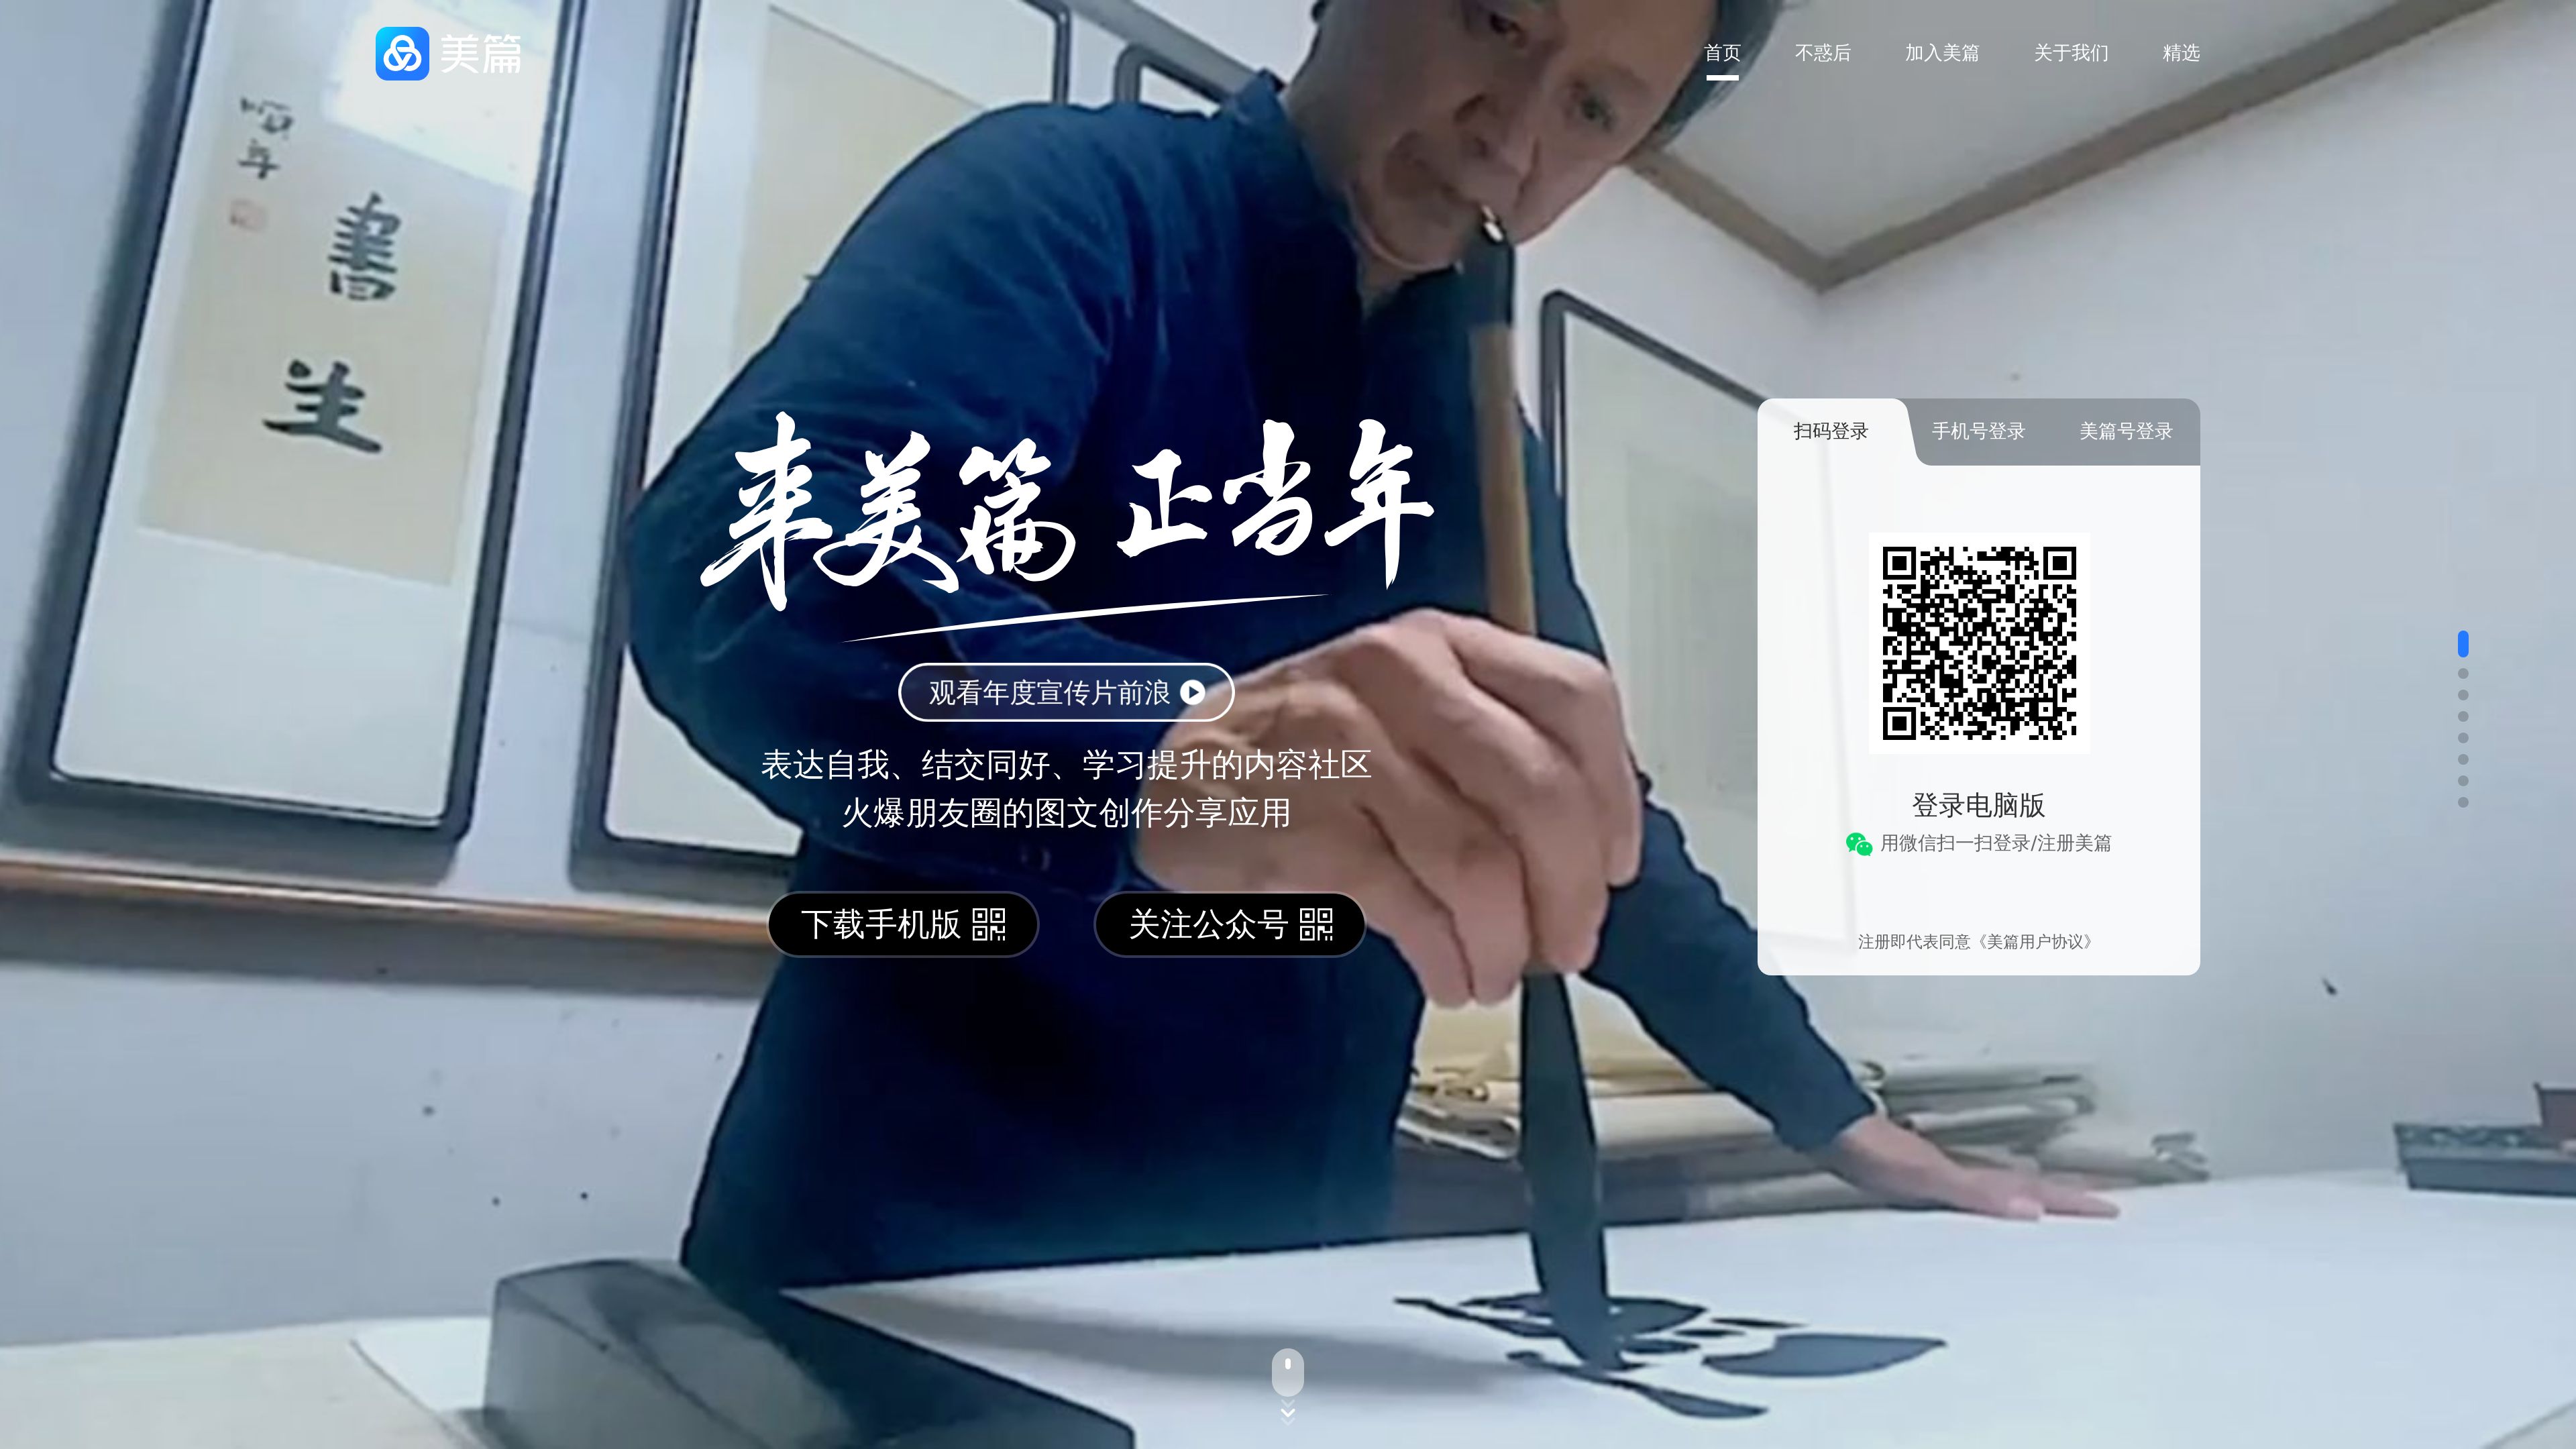 美篇
首页 不惑后 加入美篇 关于我们 精选
年
書
生
来美篇 正当年
观看年度宣传片前浪
表达自我、结交同好、学习提升的内容社区
火爆朋友圈的图文创作分享应用
下载手机版 关注公众号
扫码登录 手机号登录 美篇号登录
登录电脑版
用微信扫一扫登录/注册美篇
注册即代表同意《美篇用户协议》